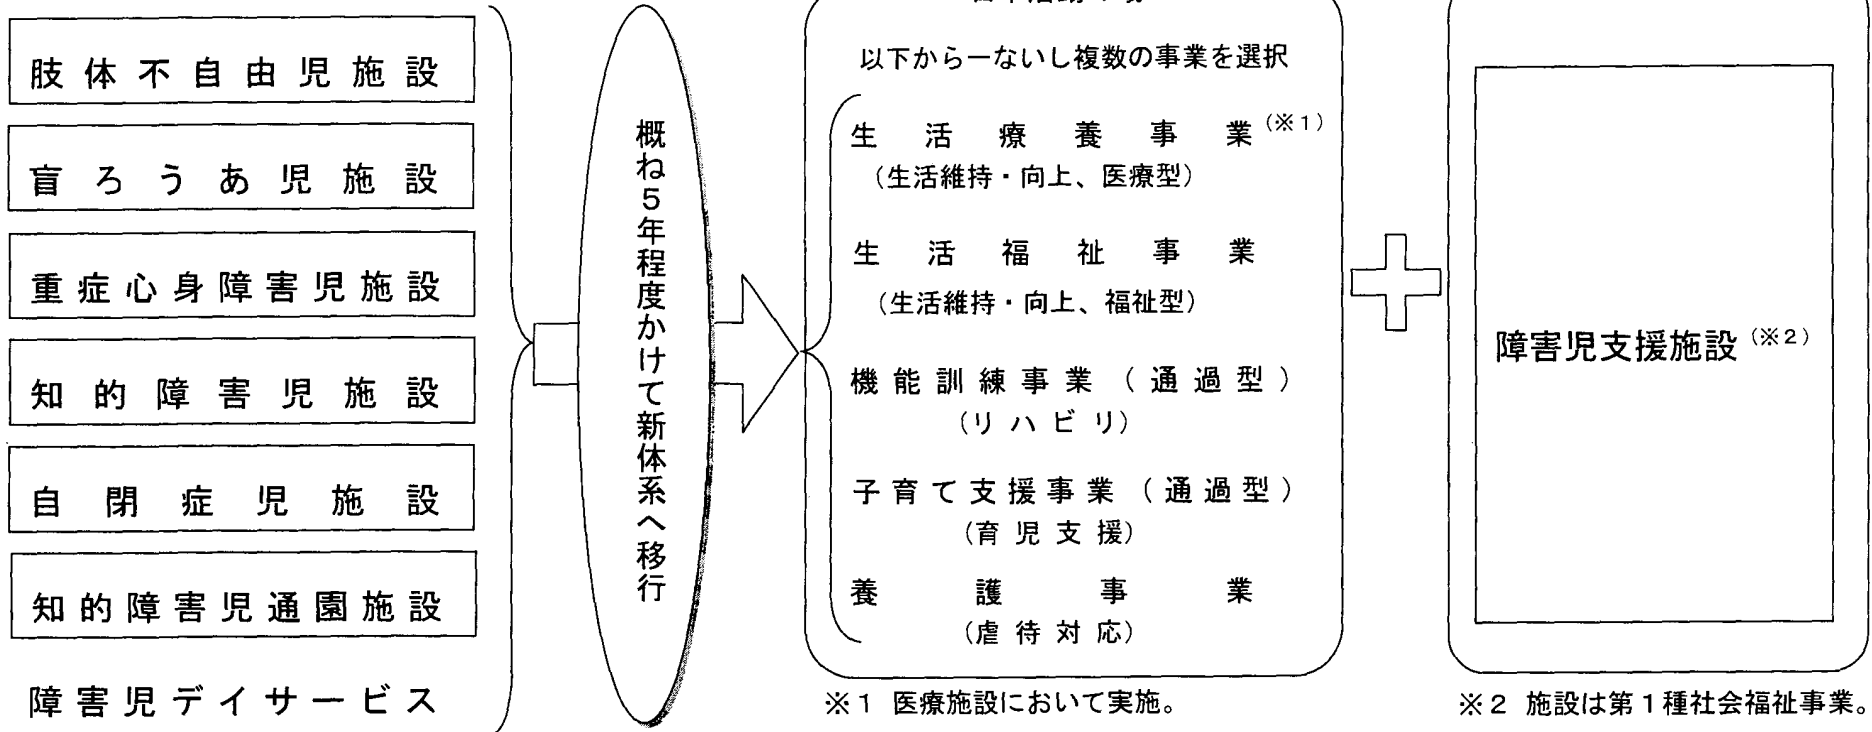 肢体不自由児施設
盲ろうあ児施設
重症心身障害児施設
知的障害児施設
自閉症児施設
知的障害児通園施設
障害児デイサービス
概ね5年程度かけて新体系へ移行
以下から一ないし複数の事業を選択
生活療養事業(※1)
(生活維持・向上、医療型)
生活福祉事業
(生活維持・向上、福祉型)
機能訓練事業(通過型)
(リハビリ)
子育て支援事業(通過型)
(育児支援)
養護事業
(虐待対応)
※1 医療施設において実施。
障害児支援施設(※2)
※2 施設は第1種社会福祉事業。